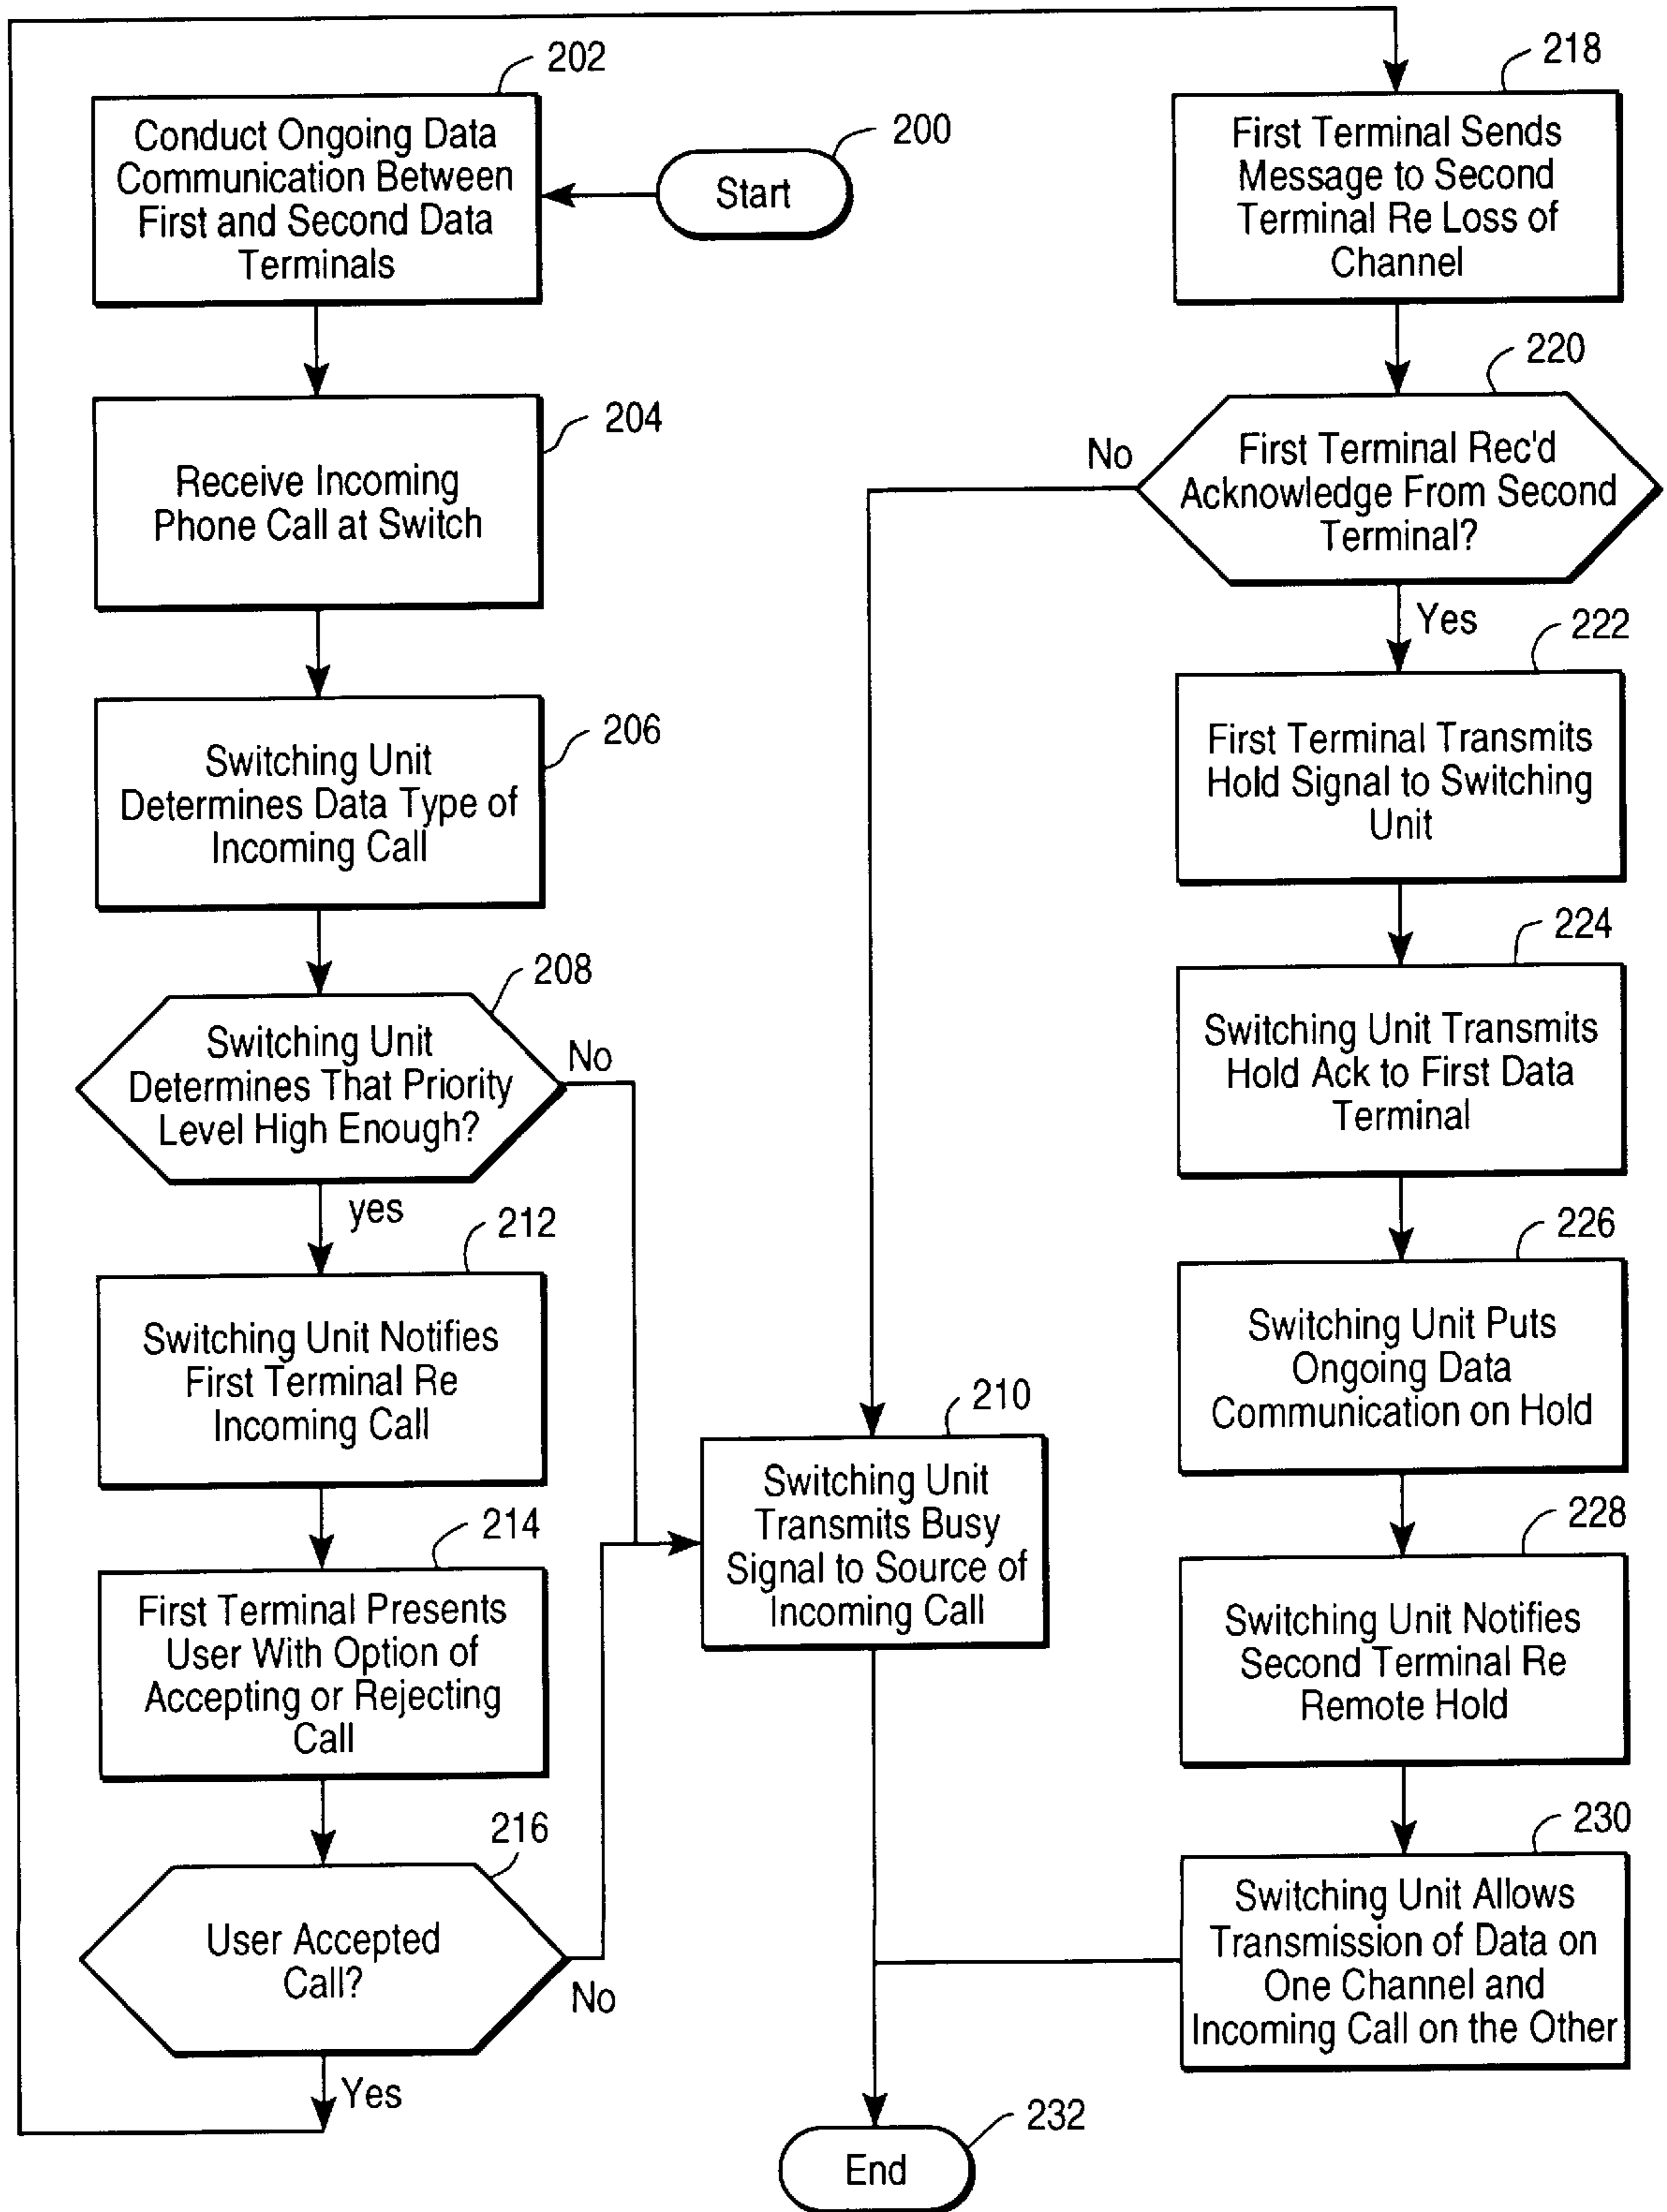 202
Conduct Ongoing Data
Communication Between
First and Second Data
Terminals
200
Start
204
Receive Incoming
Phone Call at Switch
206
Switching Unit
Determines Data Type of
Incoming Call
208
Switching Unit
Determines That Priority
Level High Enough?
No
yes
212
Switching Unit Notifies
First Terminal Re
Incoming Call
214
First Terminal Presents
User With Option of
Accepting or Rejecting
Call
216
User Accepted
Call?
No
Yes
210
Switching Unit
Transmits Busy
Signal to Source of
Incoming Call
218
First Terminal Sends
Message to Second
Terminal Re Loss of
Channel
220
First Terminal Rec'd
Acknowledge From Second
Terminal?
No
Yes
222
First Terminal Transmits
Hold Signal to Switching
Unit
224
Switching Unit Transmits
Hold Ack to First Data
Terminal
226
Switching Unit Puts
Ongoing Data
Communication on Hold
228
Switching Unit Notifies
Second Terminal Re
Remote Hold
230
Switching Unit Allows
Transmission of Data on
One Channel and
Incoming Call on the Other
232
End